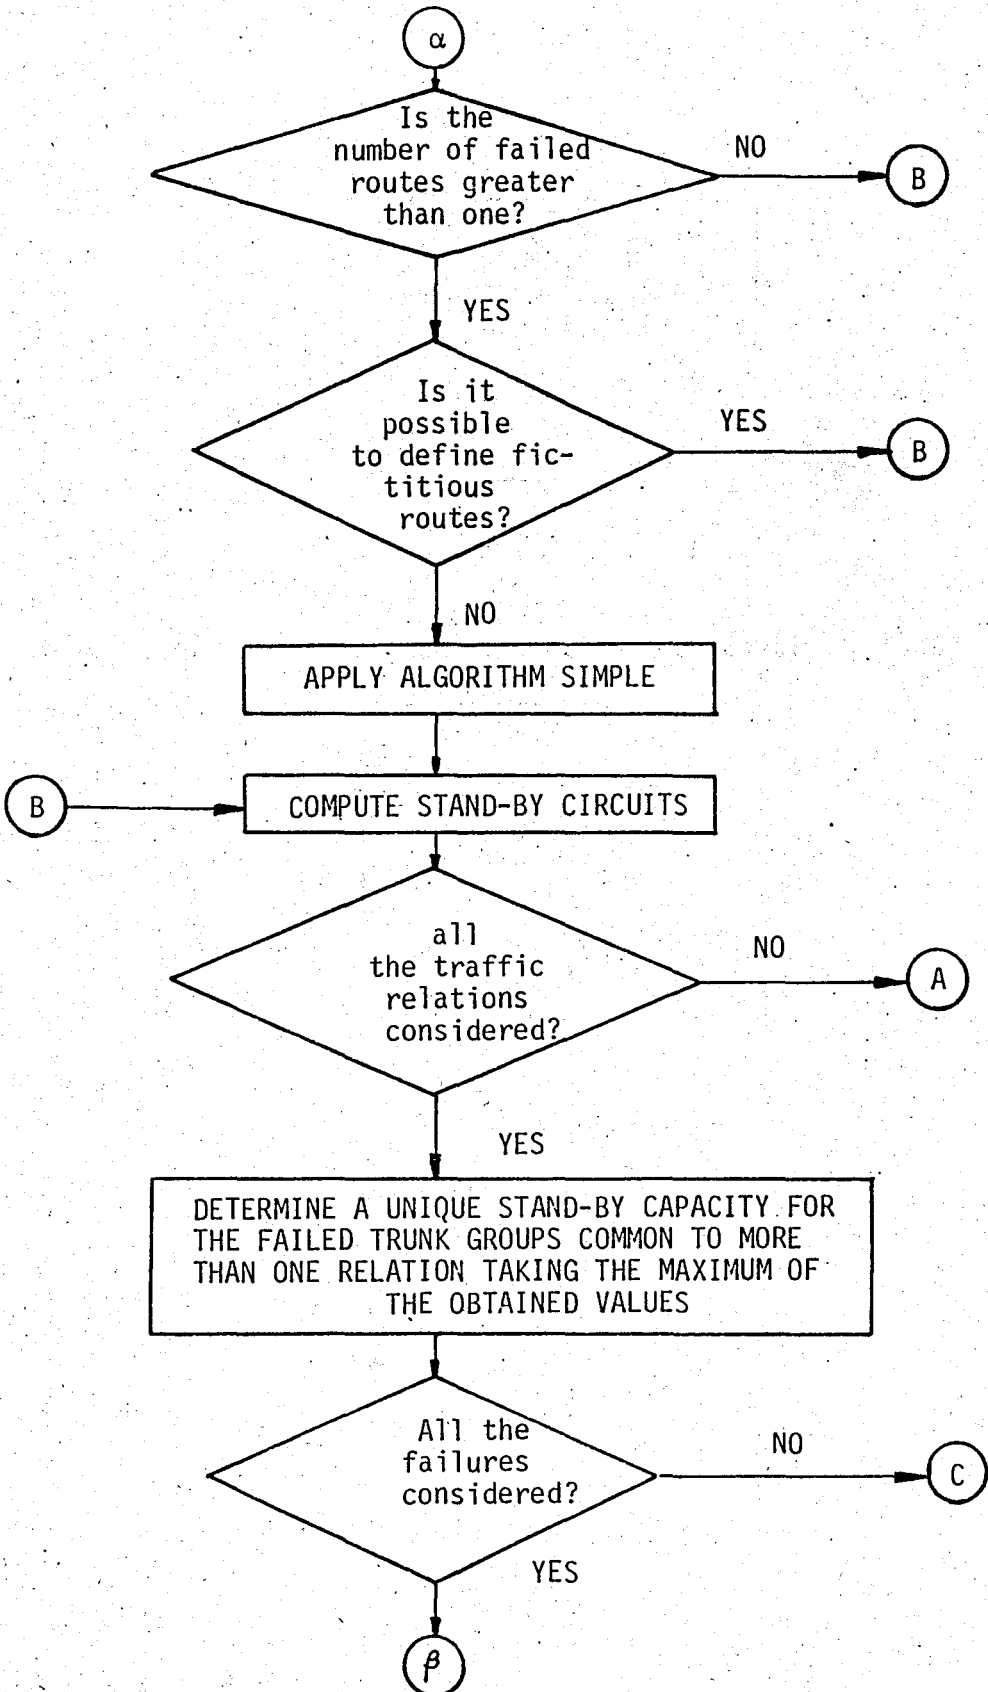 α
Is the
number of failed
routes greater
than one?
NO
B
YES
Is it
possible
to define fic-
titious
routes?
YES
B
NO
APPLY ALGORITHM SIMPLE
B
COMPUTE STAND-BY CIRCUITS
all
the traffic
relations
considered?
NO
A
YES
DETERMINE A UNIQUE STAND-BY CAPACITY FOR
THE FAILED TRUNK GROUPS COMMON TO MORE
THAN ONE RELATION TAKING THE MAXIMUM OF
THE OBTAINED VALUES
All the
failures
considered?
NO
C
YES
β